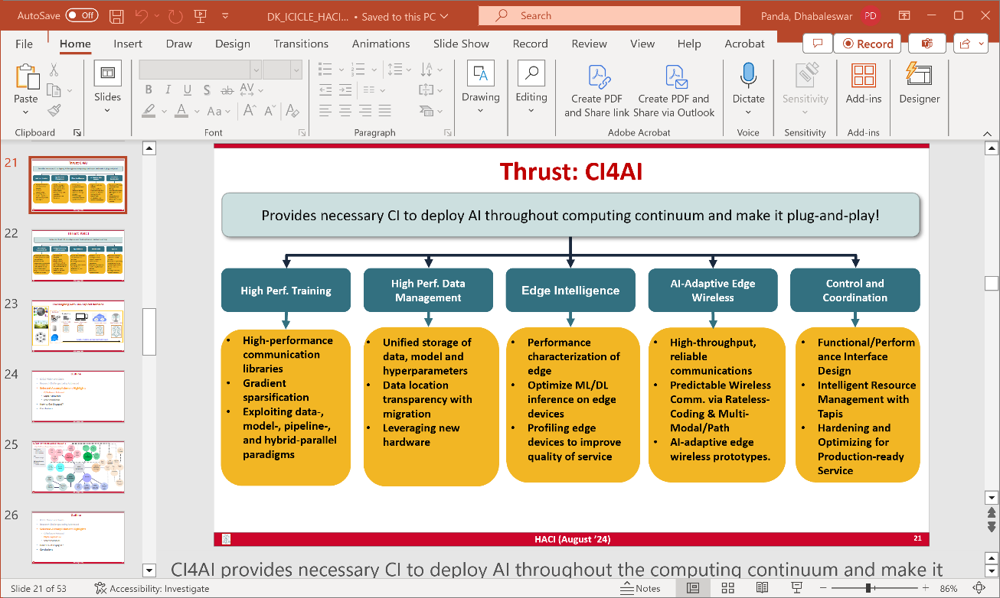 AutoSave Off DK_ICICLE_HACI... • Saved to this PC Search Panda, Dhabaleswar PD
File Home Insert Draw Design Transitions Animations Slide Show Record Review View Help Acrobat Record
Paste
Slides
B I U S ab AV
A Aa A A A
Drawing
Editing
Create PDF
and Share link
Create PDF and
Share via Outlook
Dictate
Sensitivity
Add-ins
Designer
Clipboard Font Paragraph Adobe Acrobat Voice Sensitivity Add-ins
21
22
23
24
25
26
Thrust: CI4AI
Provides necessary CI to deploy AI throughout computing continuum and make it plug-and-play!
High Perf. Training
• High-performance
communication
libraries
• Gradient
sparsification
• Exploiting data-,
model-, pipeline-,
and hybrid-parallel
paradigms
High Perf. Data
Management
• Unified storage of
data, model and
hyperparameters
• Data location
transparency with
migration
• Leveraging new
hardware
Edge Intelligence
• Performance
characterization of
edge
• Optimize ML/DL
inference on edge
devices
• Profiling edge
devices to improve
quality of service
AI-Adaptive Edge
Wireless
• High-throughput,
reliable
communications
• Predictable Wireless
Comm. via Rateless-
Coding & Multi-
Modal/Path
• AI-adaptive edge
wireless prototypes.
Control and
Coordination
• Functional/Perform
ance Interface
Design
• Intelligent Resource
Management with
Tapis
• Hardening and
Optimizing for
Production-ready
Service
HACI (August ’24) 21
CI4AI provides necessary CI to deploy AI throughout the computing continuum and make it
Slide 21 of 53 Accessibility: Investigate Notes 86%